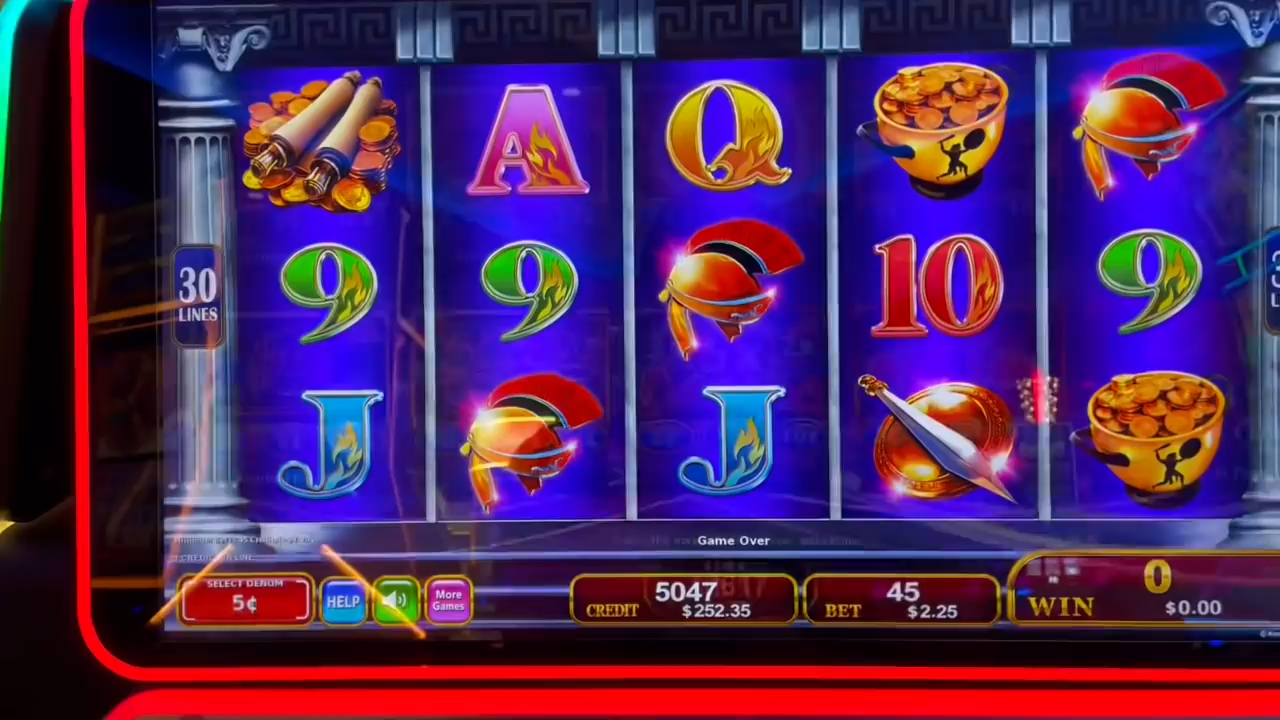 A
Q
30
LINES
9
9
10
9
J
J
Game Over
SELECT DENOM
5¢
HELP
More
Games
5047
CREDIT
$252.35
45
BET
$2.25
0
WIN
$0.00